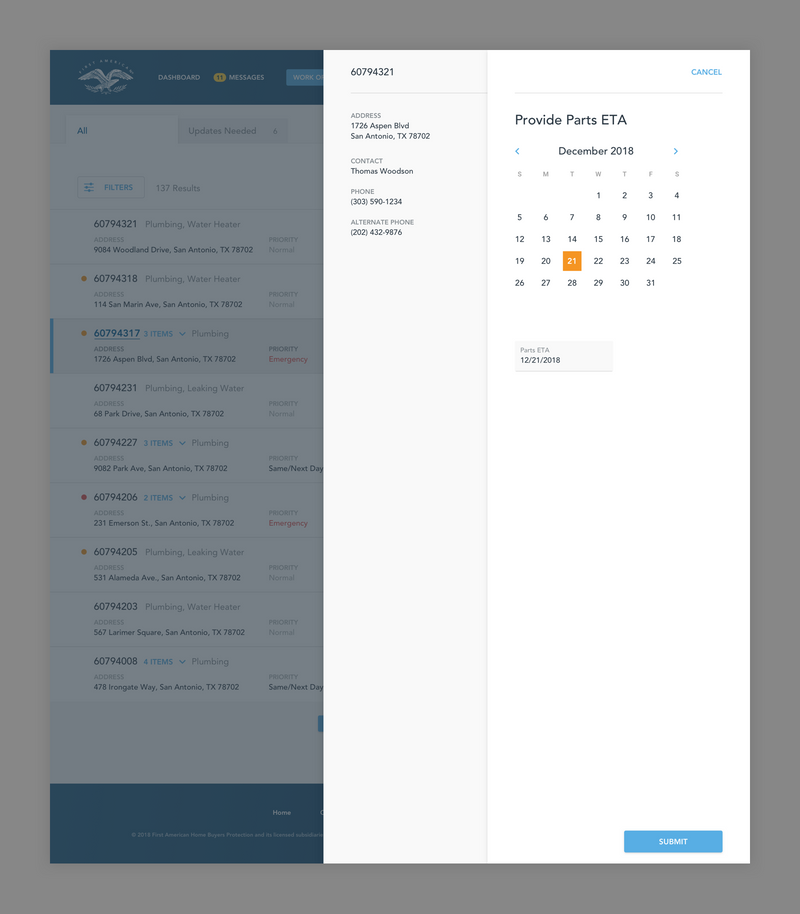 FIRST AMERICAN
DASHBOARD
11 MESSAGES
WORK O
All
Updates Needed 6
FILTERS
137 Results
60794321 Plumbing, Water Heater
ADDRESS PRIORITY
9084 Woodland Drive, San Antonio, TX 78702 Normal
60794318 Plumbing, Water Heater
ADDRESS PRIORITY
114 San Marin Ave, San Antonio, TX 78702 Normal
60794317 3 ITEMS Plumbing
ADDRESS PRIORITY
1726 Aspen Blvd, San Antonio, TX 78702 Emergency
60794231 Plumbing, Leaking Water
ADDRESS PRIORITY
68 Park Drive, San Antonio, TX 78702 Normal
60794227 3 ITEMS Plumbing
ADDRESS PRIORITY
9082 Park Ave, San Antonio, TX 78702 Same/Next Day
60794206 2 ITEMS Plumbing
ADDRESS PRIORITY
231 Emerson St., San Antonio, TX 78702 Emergency
60794205 Plumbing, Leaking Water
ADDRESS PRIORITY
531 Alameda Ave., San Antonio, TX 78702 Normal
60794203 Plumbing, Water Heater
ADDRESS PRIORITY
567 Larimer Square, San Antonio, TX 78702 Normal
60794008 4 ITEMS Plumbing
ADDRESS PRIORITY
478 Irongate Way, San Antonio, TX 78702 Same/Next Day
Home
© 2018 First American Home Buyers Protection and its licensed subsidiaries
60794321
ADDRESS
1726 Aspen Blvd
San Antonio, TX 78702
CONTACT
Thomas Woodson
PHONE
(303) 590-1234
ALTERNATE PHONE
(202) 432-9876
CANCEL
Provide Parts ETA
December 2018
S M T W T F S
1 2 3 4
5 6 7 8 9 10 11
12 13 14 15 16 17 18
19 20 21 22 23 24 25
26 27 28 29 30 31
Parts ETA
12/21/2018
SUBMIT